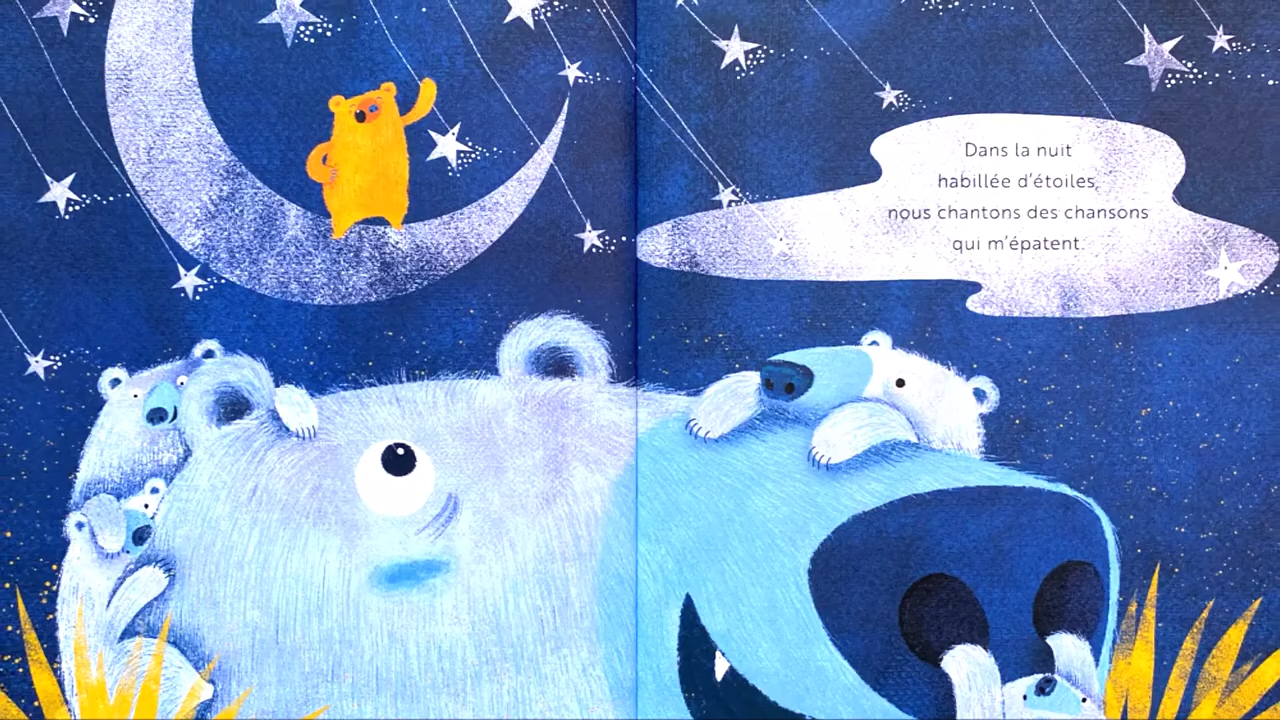 Dans la nuit
habillée d'étoiles,
nous chantons des chansons
qui m'épatent.